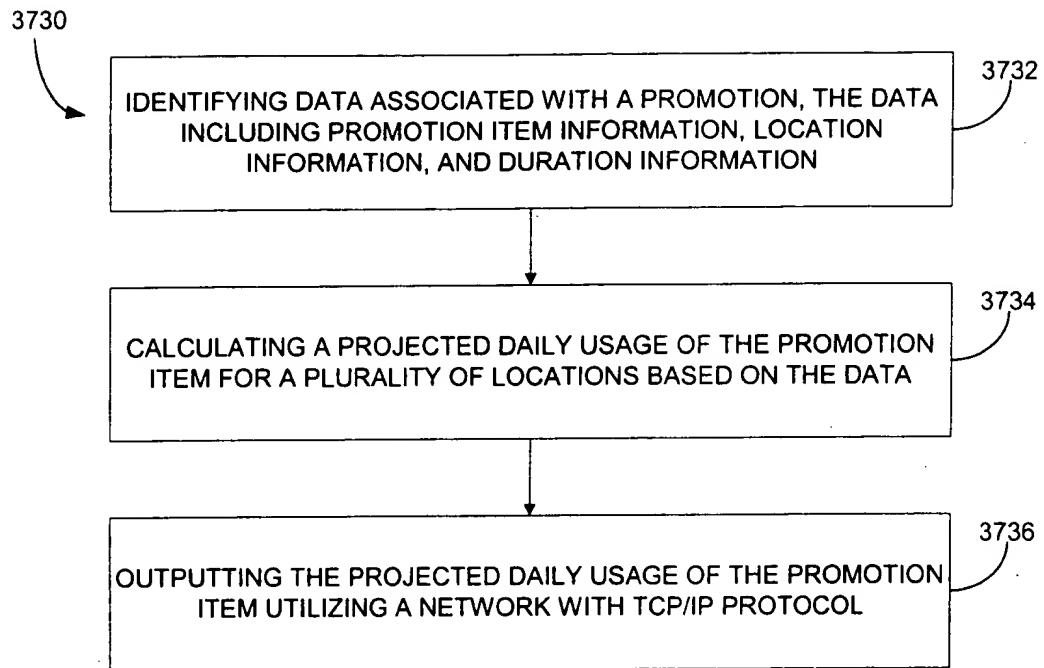 3730
3732
IDENTIFYING DATA ASSOCIATED WITH A PROMOTION, THE DATA
INCLUDING PROMOTION ITEM INFORMATION, LOCATION
INFORMATION, AND DURATION INFORMATION
3734
CALCULATING A PROJECTED DAILY USAGE OF THE PROMOTION
ITEM FOR A PLURALITY OF LOCATIONS BASED ON THE DATA
3736
OUTPUTTING THE PROJECTED DAILY USAGE OF THE PROMOTION
ITEM UTILIZING A NETWORK WITH TCP/IP PROTOCOL